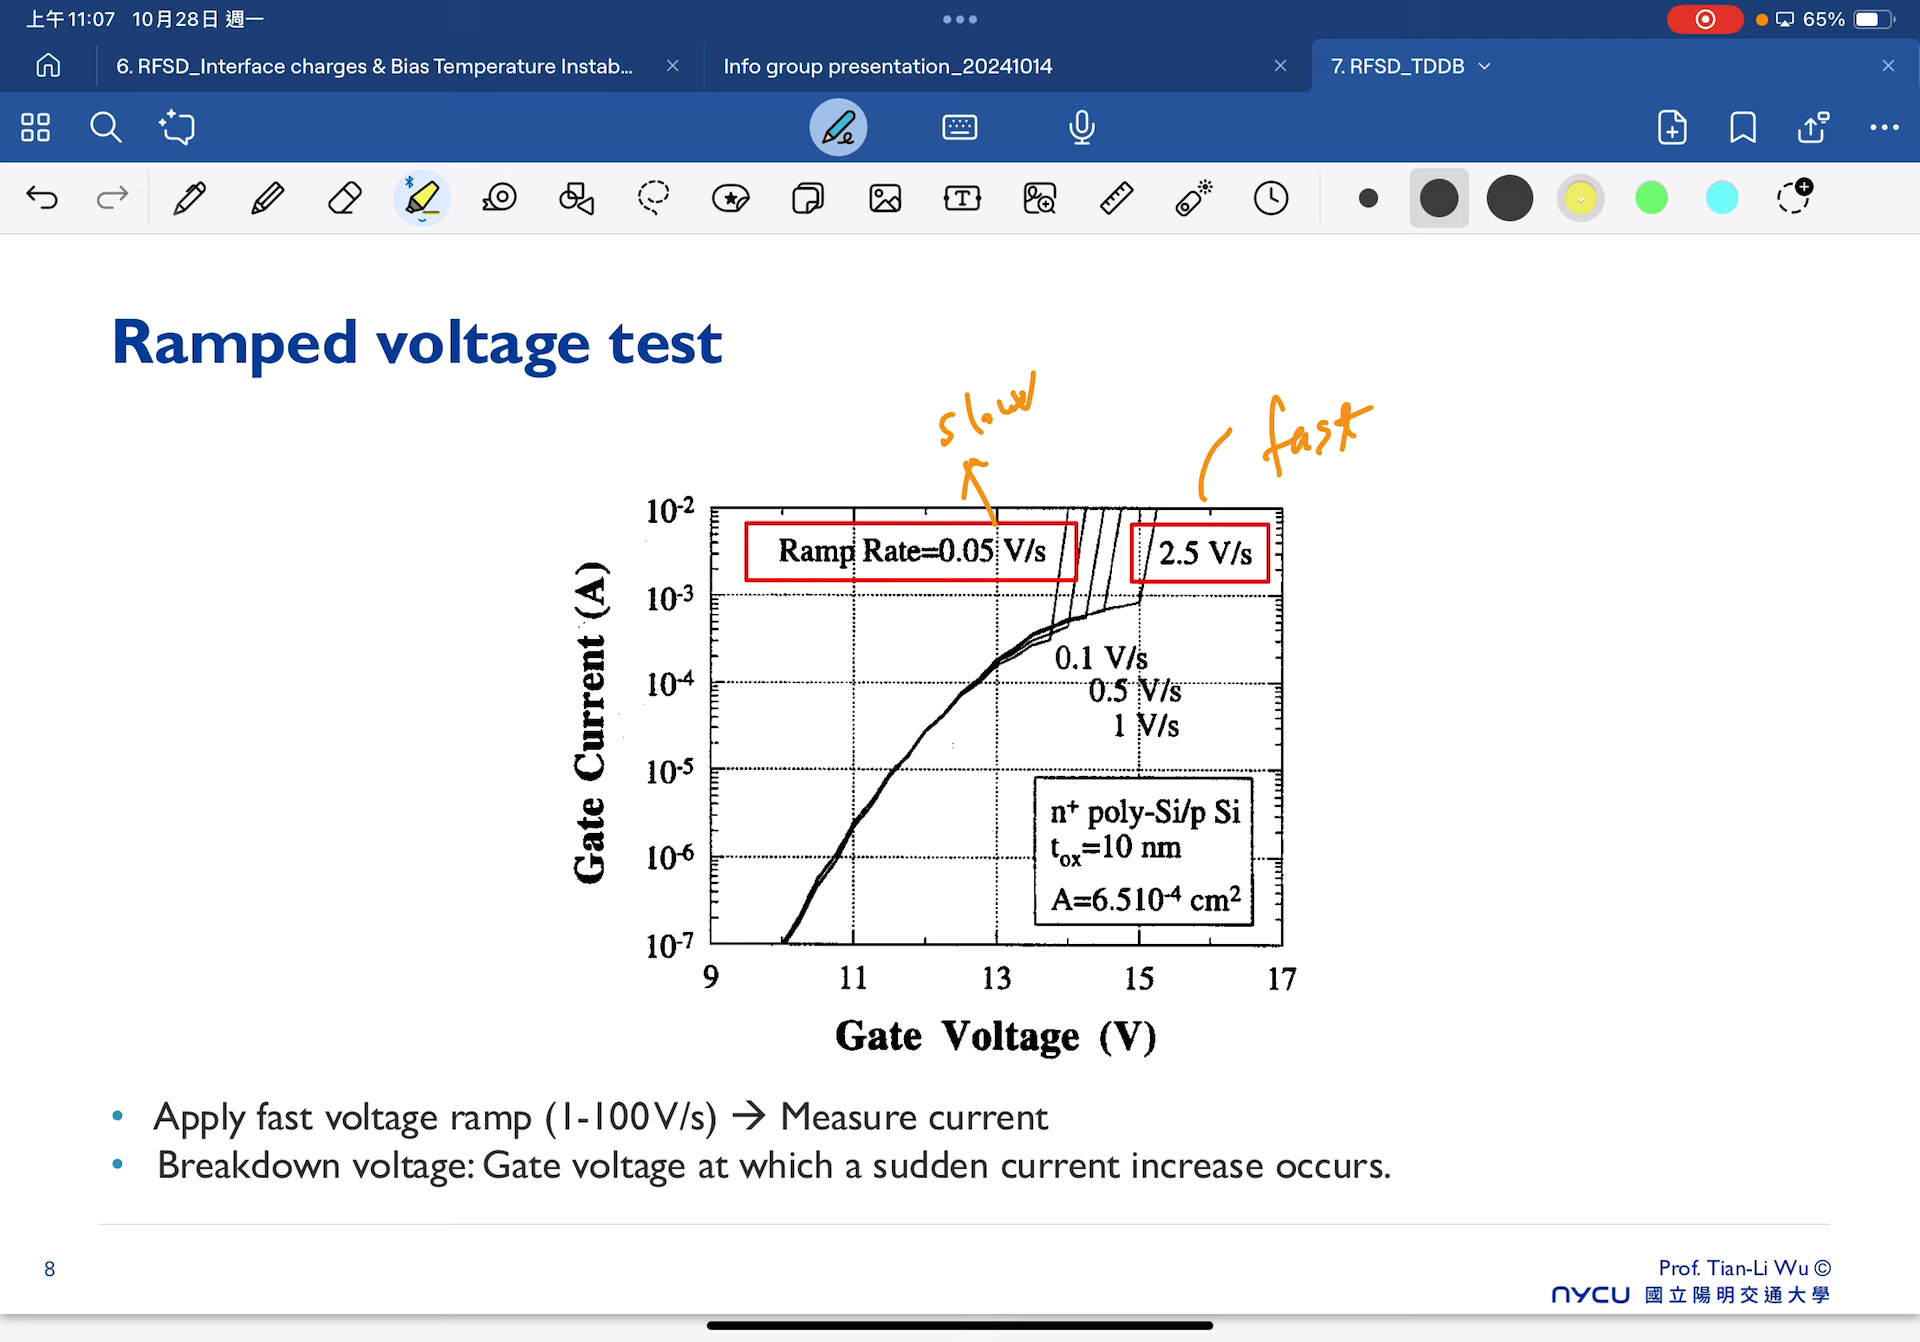 上午11:07 10月28日 週一
65%
6. RFSD_Interface charges & Bias Temperature Instab...
Info group presentation_20241014
7. RFSD_TDDB
Ramped voltage test
slow
fast
Ramp Rate=0.05 V/s
2.5 V/s
0.1 V/s
0.5 V/s
1 V/s
n+ poly-Si/p Si
tox=10 nm
A=6.510-4 cm2
10-2
10-3
10-4
10-5
10-6
10-7
Gate Current (A)
9 11 13 15 17
Gate Voltage (V)
• Apply fast voltage ramp (1-100V/s) → Measure current
• Breakdown voltage: Gate voltage at which a sudden current increase occurs.
8
Prof. Tian-Li Wu ©
NYCU 國立陽明交通大學